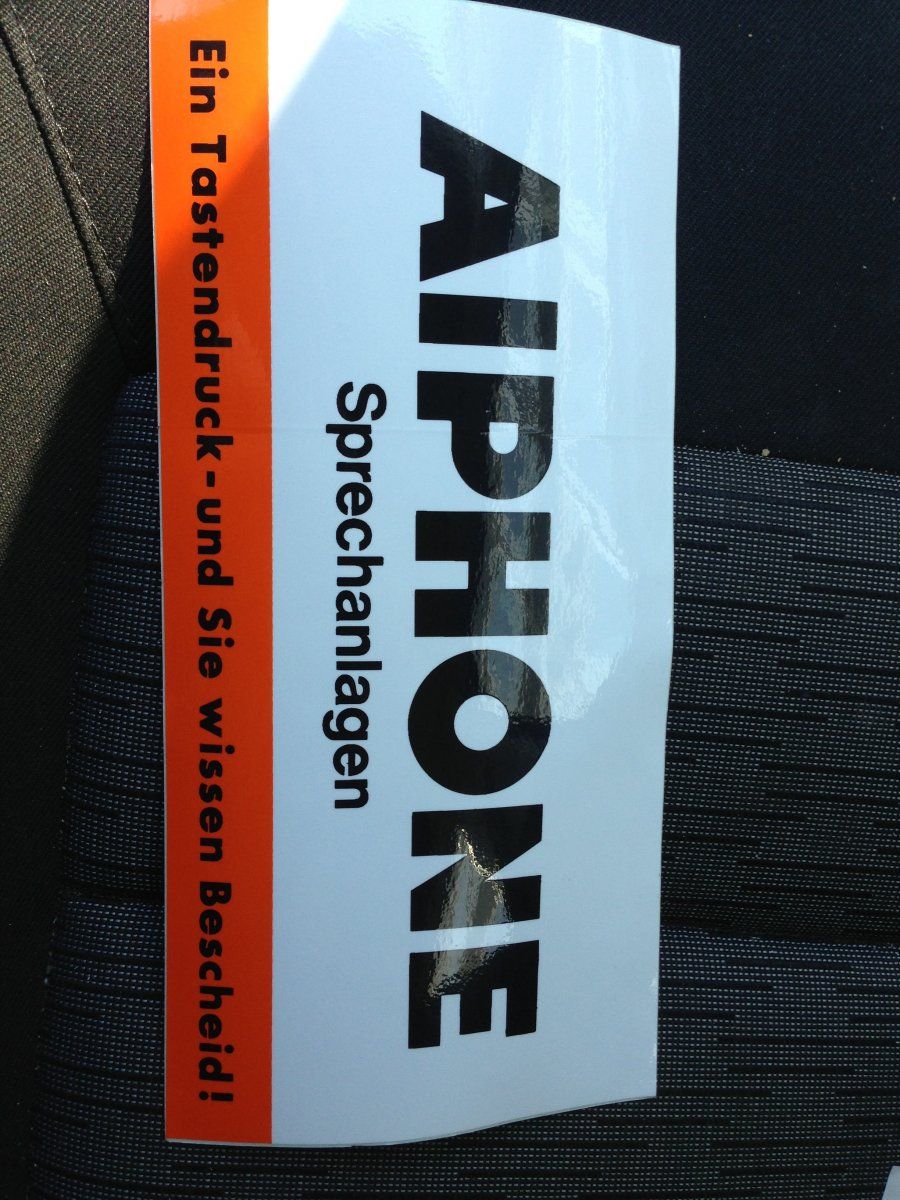 AIPHONE
Sprechanlagen
Ein Tastendruck-und Sie wissen Bescheid!